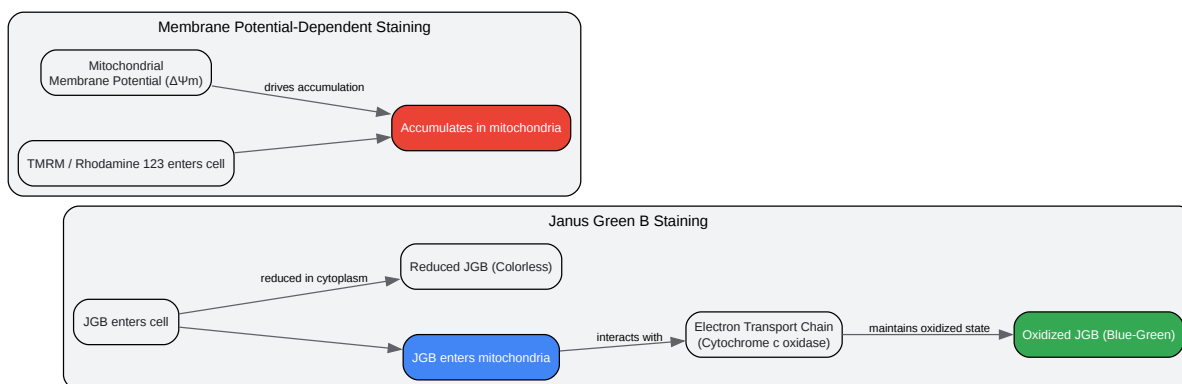 Membrane Potential-Dependent Staining
Mitochondrial
Membrane Potential (ΔΨm)
drives accumulation
Accumulates in mitochondria
TMRM / Rhodamine 123 enters cell
Janus Green B Staining
reduced in cytoplasm
Reduced JGB (Colorless)
JGB enters cell
JGB enters mitochondria
interacts with
Electron Transport Chain
(Cytochrome c oxidase)
maintains oxidized state
Oxidized JGB (Blue-Green)